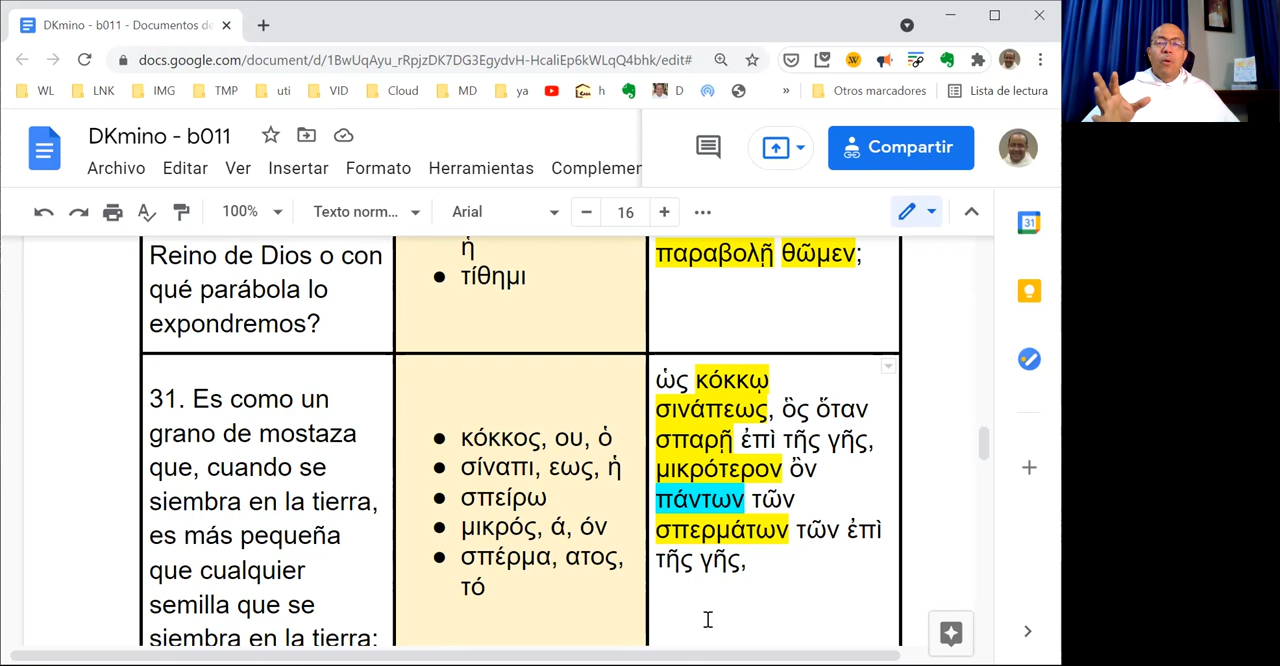 DKmino - b011 - Documentos de
docs.google.com/document/d/1BwUqAyu_rRpjzDK7DG3EgydvH-HcaliEp6kWLqQ4bhk/edit#
WL LNK IMG TMP uti VID Cloud MD ya h D » Otros marcadores Lista de lectura
DKmino - b011
Compartir
Archivo Editar Ver Insertar Formato Herramientas Complemen
100% Texto norm... Arial 16
31
Reino de Dios o con
qué parábola lo
expondremos?
ἡ
τίθημι
παραβολῇ θῶμεν;
31. Es como un
grano de mostaza
que, cuando se
siembra en la tierra,
es más pequeña
que cualquier
semilla que se
siembra en la tierra;
κόκκος, ου, ὁ
σίναπι, εως, ἡ
σπείρω
μικρός, ά, όν
σπέρμα, ατος,
τό
ὡς κόκκῳ
σινάπεως, ὃς ὅταν
σπαρῇ ἐπὶ τῆς γῆς,
μικρότερον ὂν
πάντων τῶν
σπερμάτων τῶν ἐπὶ
τῆς γῆς,